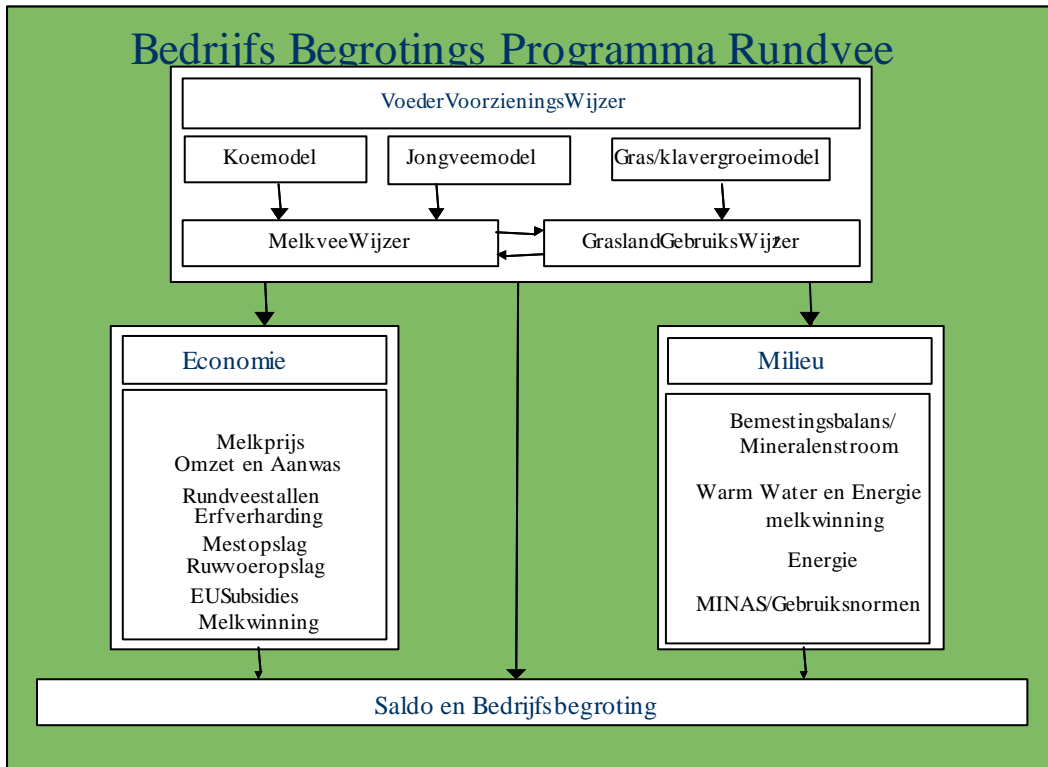 Bedrijfs Begrotings Programma Rundvee
VoederVoorzieningsWijzer
Koemodel
Jongveemodel
Gras/klavergroeimodel
MelkveeWijzer
GraslandGebruiksWijzer
Economie
Milieu
Melkprijs
Omzet en Aanwas
Rundveestallen
Erfverharding
Mestopslag
Ruwvoeropslag
EUSubsidies
Melkwinning
Bemestingsbalans/
Mineralenstroom
Warm Water en Energie
melkwinning
Energie
MINAS/Gebruiksnormen
Saldo en Bedrijfsbegroting